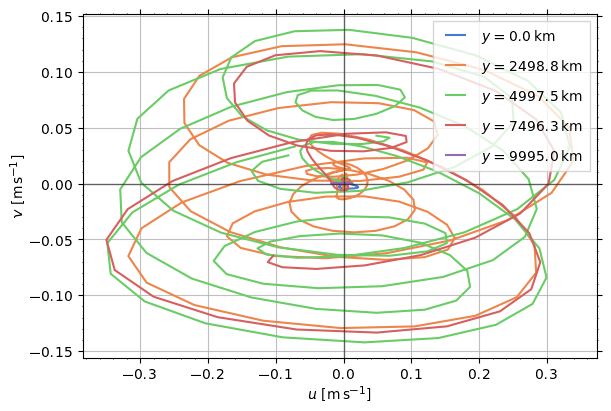 0.15
0.10
0.05
0.00
−0.05
−0.10
−0.15
v [m s⁻¹]
y = 0.0 km
y = 2498.8 km
y = 4997.5 km
y = 7496.3 km
y = 9995.0 km
−0.3 −0.2 −0.1 0.0 0.1 0.2 0.3
u [m s⁻¹]